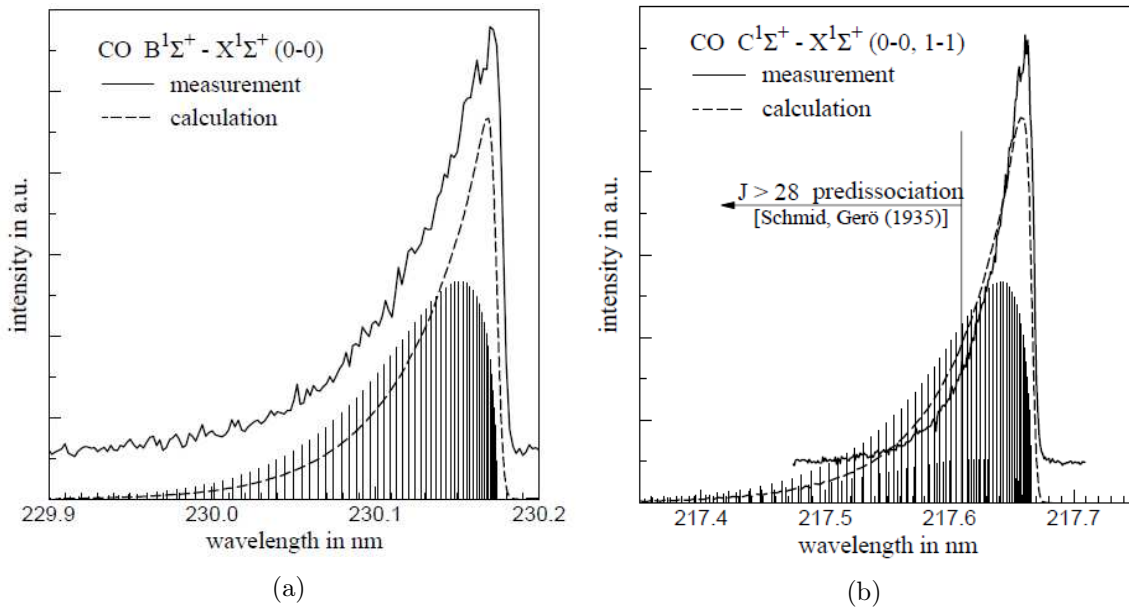 CO B¹Σ⁺ - X¹Σ⁺ (0-0)
measurement
calculation
intensity in a.u.
229.9 230.0 230.1 230.2
wavelength in nm
(a)
CO C¹Σ⁺ - X¹Σ⁺ (0-0, 1-1)
measurement
calculation
J > 28 predissociation
[Schmid, Gerö (1935)]
intensity in a.u.
217.4 217.5 217.6 217.7
wavelength in nm
(b)